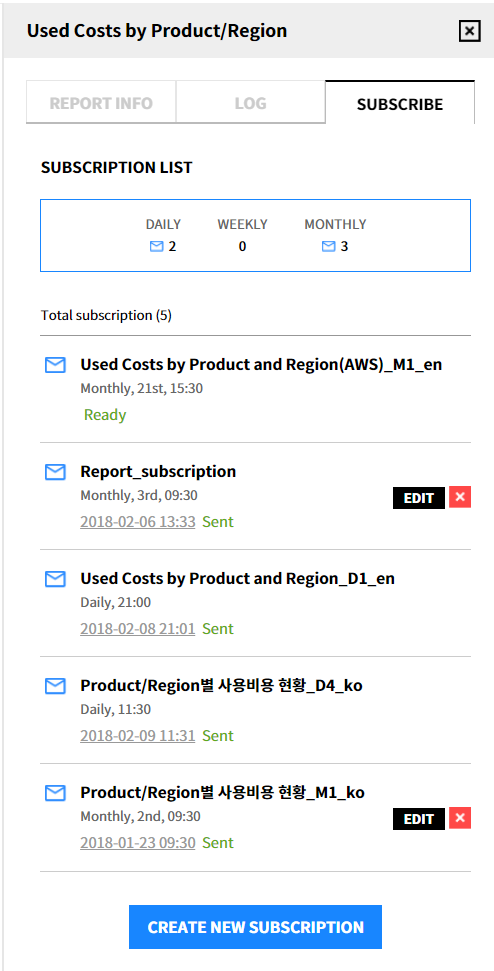 Used Costs by Product/Region
REPORT INFO LOG SUBSCRIBE
SUBSCRIPTION LIST
DAILY WEEKLY MONTHLY
2 0 3
Total subscription (5)
Used Costs by Product and Region(AWS)_M1_en
Monthly, 21st, 15:30
Ready
Report_subscription
Monthly, 3rd, 09:30
EDIT
2018-02-06 13:33 Sent
Used Costs by Product and Region_D1_en
Daily, 21:00
2018-02-08 21:01 Sent
Product/Region별 사용비용 현황_D4_ko
Daily, 11:30
2018-02-09 11:31 Sent
Product/Region별 사용비용 현황_M1_ko
Monthly, 2nd, 09:30
EDIT
2018-01-23 09:30 Sent
CREATE NEW SUBSCRIPTION